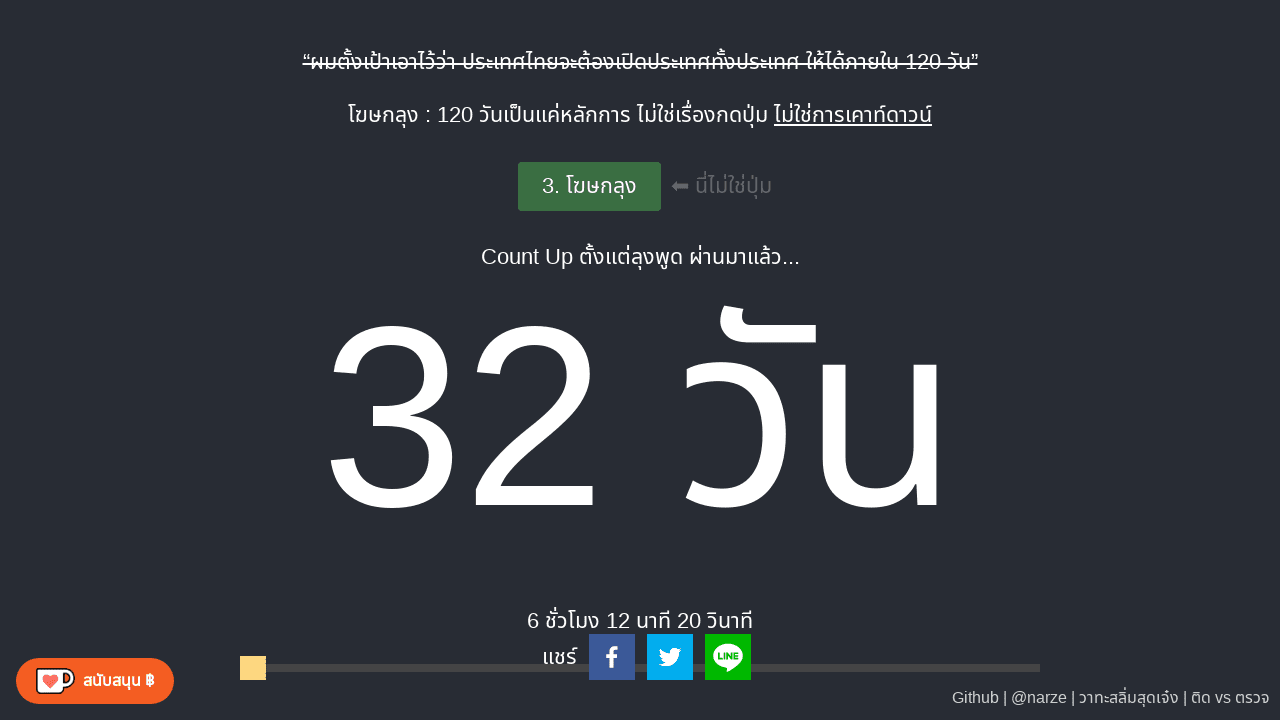 “ผมตั้งเป้าเอาไว้ว่า ประเทศไทยจะต้องเปิดประเทศทั้งประเทศ ให้ได้ภายใน 120 วัน”
โฆษกลุง : 120 วันเป็นแค่หลักการ ไม่ใช่เรื่องกดปุ่ม ไม่ใช่การเคาท์ดาวน์
3. โฆษกลุง ⬅ นี่ไม่ใช่ปุ่ม
Count Up ตั้งแต่ลุงพูด ผ่านมาแล้ว...
32 วัน
6 ชั่วโมง 12 นาที 20 วินาที
แชร์ LINE
สนับสนุน ฿
Github | @narze | วาทะสลิ่มสุดเจ๋ง | ติด vs ตรวจ